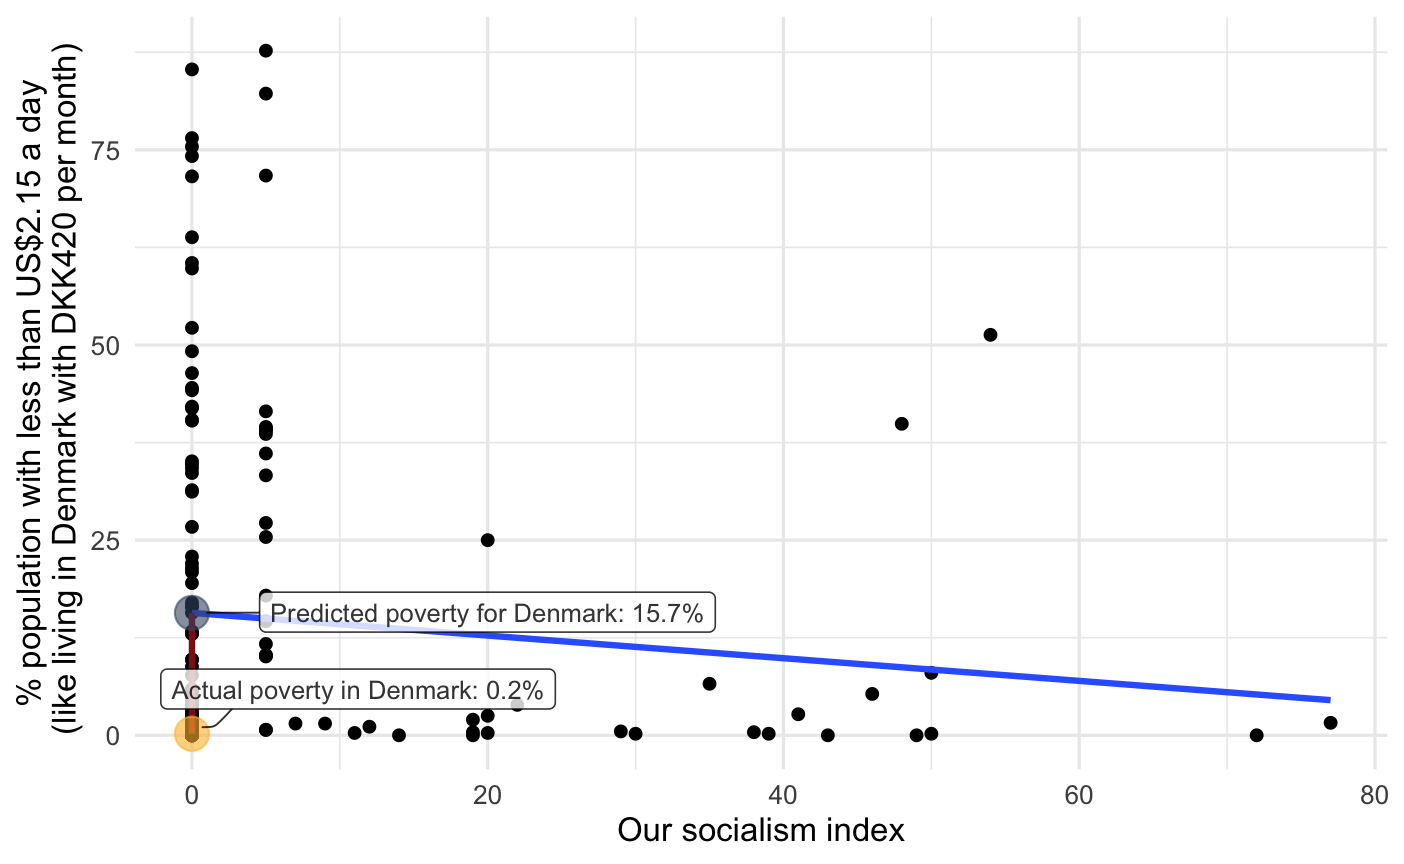 % population with less than US$2.15 a day
(like living in Denmark with DKK420 per month)
75
50
25
0
Predicted poverty for Denmark: 15.7%
Actual poverty in Denmark: 0.2%
0
20
40
60
80
Our socialism index